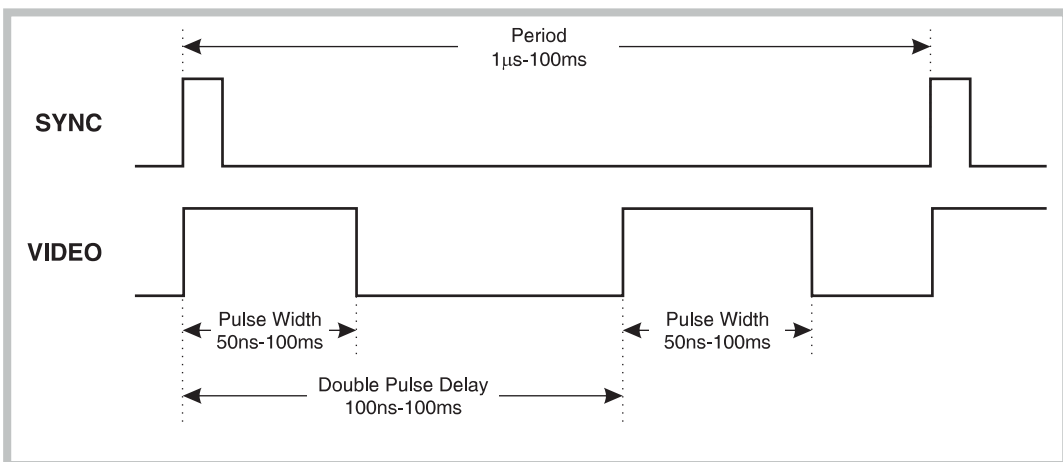 Period
1μs-100ms
SYNC
VIDEO
Pulse Width
50ns-100ms
Pulse Width
50ns-100ms
Double Pulse Delay
100ns-100ms